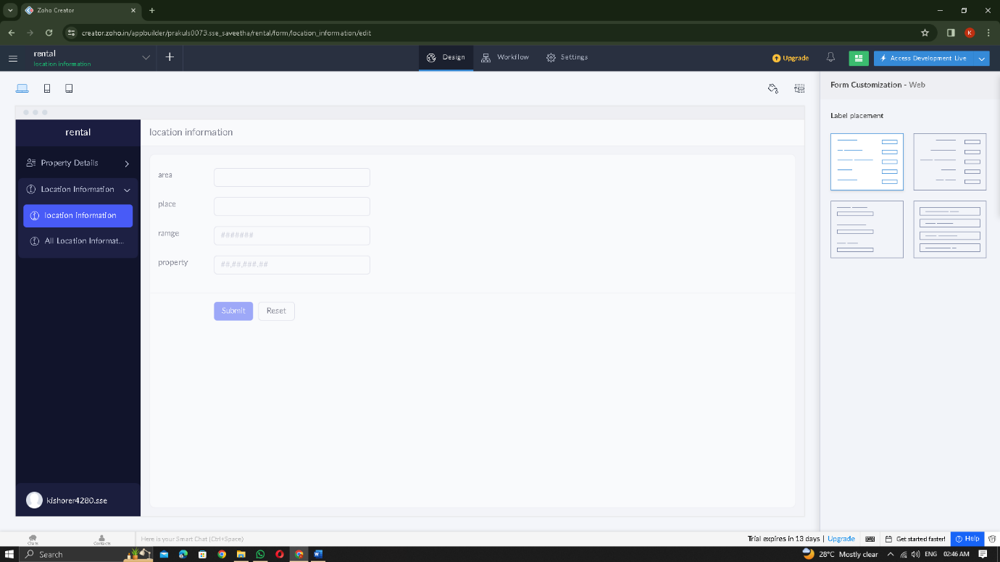 Zoho Creator
creator.zoho.in/appbuilder/prakuls0073.sse_saveetha/rental/form/location_information/edit
K
rental
location information
Design
Workflow
Settings
Upgrade
Access Development Live
Form Customization - Web
Label placement
rental
location information
Property Details
Location Information
location information
All Location Informat...
area
place
ramge
#######
property
##,##,###.##
Submit
Reset
kishorer4280.sse
Chats
Contacts
Here is your Smart Chat (Ctrl+Space)
Trial expires in 13 days | Upgrade
Get started faster!
Help
Search
28°C Mostly clear
ENG
02:46 AM